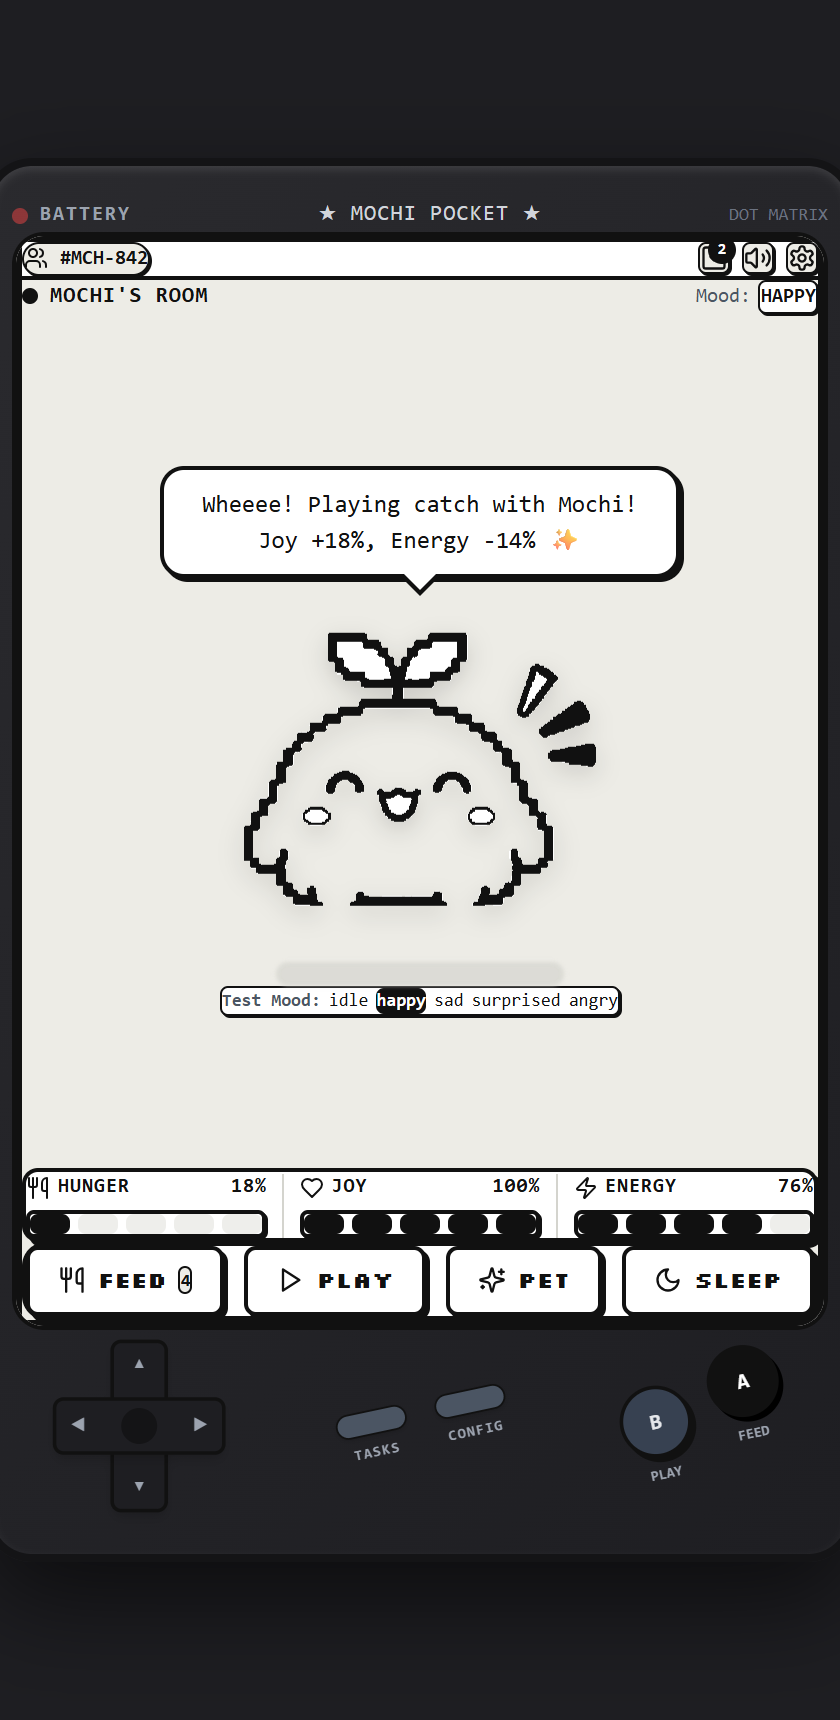 BATTERY
★ MOCHI POCKET ★
DOT MATRIX
#MCH-842
2
MOCHI'S ROOM
Mood: HAPPY
Wheeee! Playing catch with Mochi!
Joy +18%, Energy -14% ✨
Test Mood: idle happy sad surprised angry
HUNGER 18%
JOY 100%
ENERGY 76%
FEED 4
PLAY
PET
SLEEP
A
B
TASKS
CONFIG
FEED
PLAY